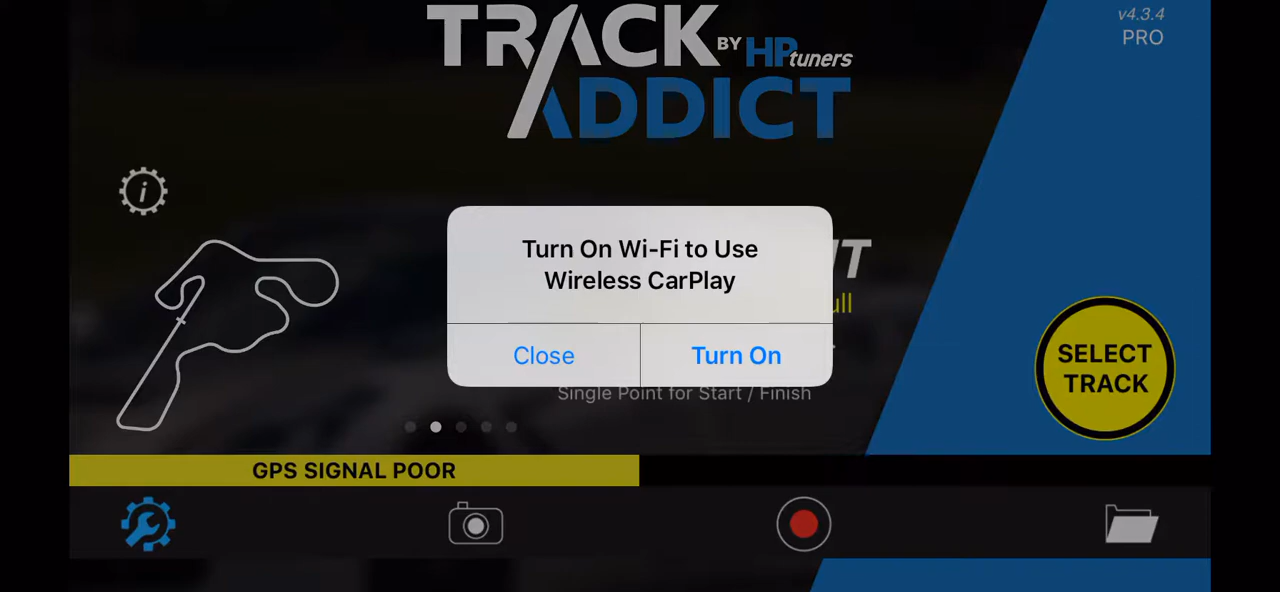 TRACK
BY HPtuners
ADDICT
v4.3.4
PRO
i
Turn On Wi-Fi to Use
Wireless CarPlay
Close
Turn On
Single Point for Start / Finish
SELECT
TRACK
GPS SIGNAL POOR